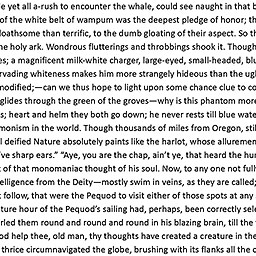 e yet all a-rush to encounter the whale, could see naught in that b
of the white belt of wampum was the deepest pledge of honor; th
loathsome than terrific, to the dumb gloating of their aspect. So th
he holy ark. Wondrous flutterings and throbbings shook it. Though
es; a magnificent milk-white charger, large-eyed, small-headed, blu
rvading whiteness makes him more strangely hideous than the ugl
modified;—can we thus hope to light upon some chance clue to co
glides through the green of the groves—why is this phantom more
s; heart and helm they both go down; he never rests till blue wate
monism in the world. Though thousands of miles from Oregon, stil
l deified Nature absolutely paints like the harlot, whose allurement
've sharp ears.” “Aye, you are the chap, ain't ye, that heard the hum
t of that monomaniac thought of his soul. Now, to any one not fully
elligence from the Deity—mostly swim in veins, as they are called;
t follow, that were the Pequod to visit either of those spots at any
ture hour of the Pequod's sailing had, perhaps, been correctly sele
rled them round and round and round in his blazing brain, till the v
od help thee, old man, thy thoughts have created a creature in the
thrice circumnavigated the globe, brushing with its flanks all the c